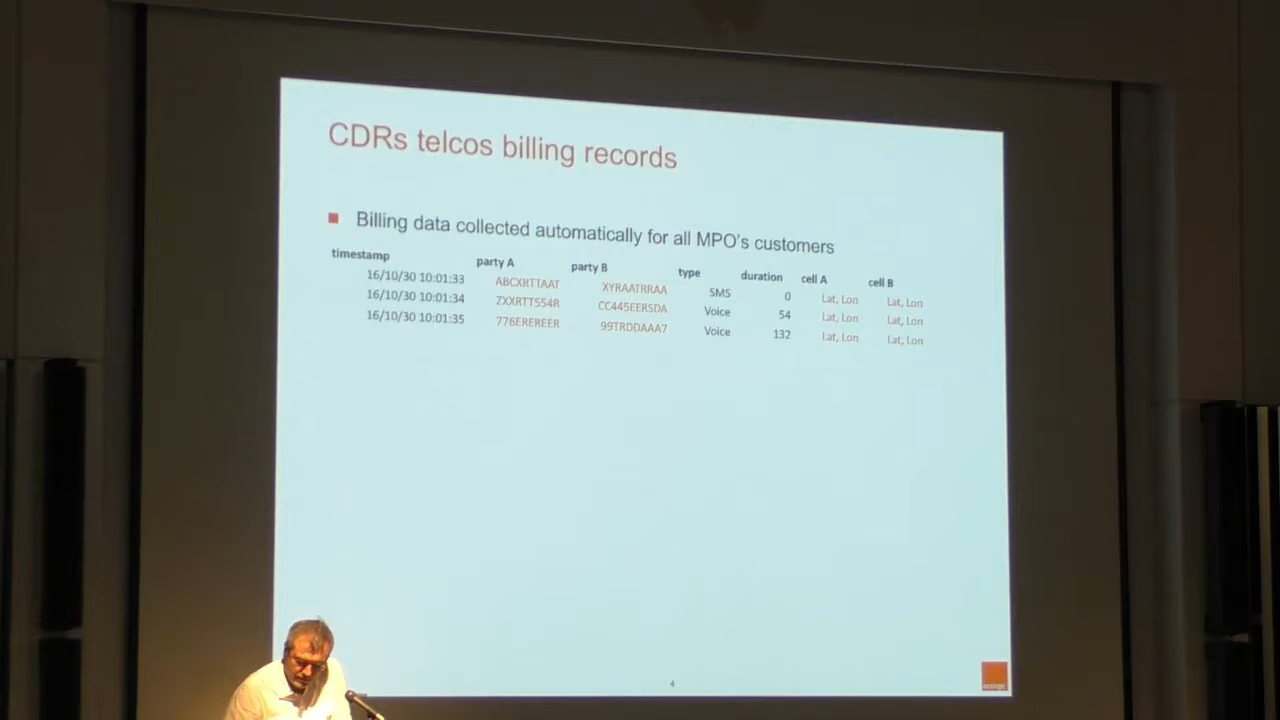 CDRs telcos billing records
Billing data collected automatically for all MPO's customers
timestamp party A party B type duration cell A cell B
16/10/30 10:01:33 ABCXRTTAAT XYRAATRRAA SMS 0 Lat, Lon Lat, Lon
16/10/30 10:01:34 ZXXRTT554R CC445EERSDA Voice 54 Lat, Lon Lat, Lon
16/10/30 10:01:35 776EREREER 99TRDDAAA7 Voice 132 Lat, Lon Lat, Lon
4
orange